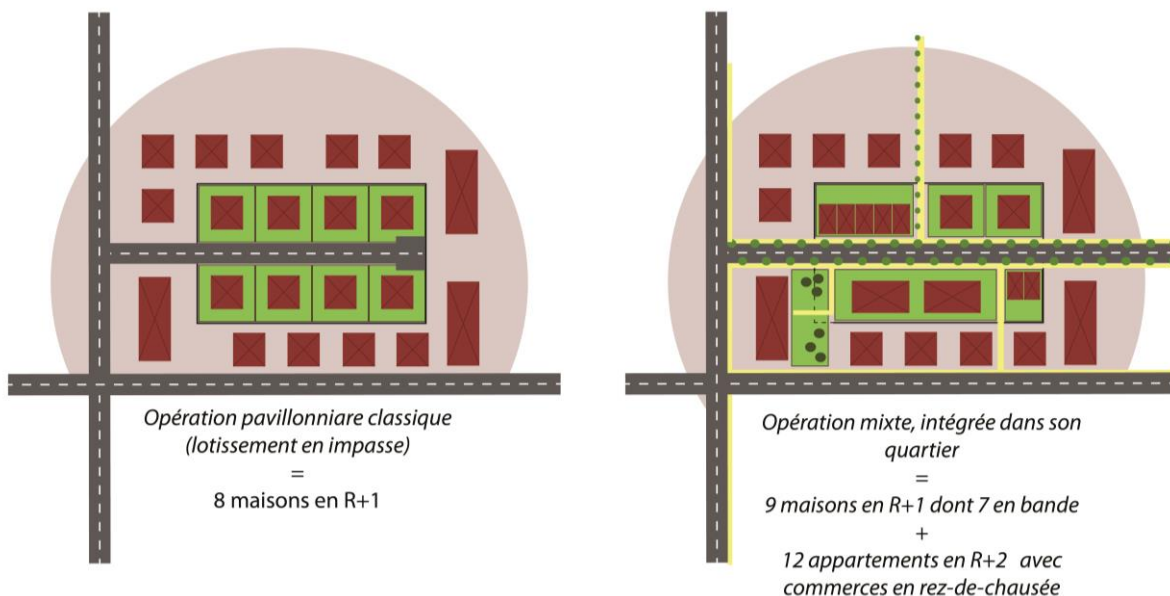 Opération pavillonniare classique
(lotissement en impasse)
=
8 maisons en R+1
Opération mixte, intégrée dans son
quartier
=
9 maisons en R+1 dont 7 en bande
+
12 appartements en R+2 avec
commerces en rez-de-chausée